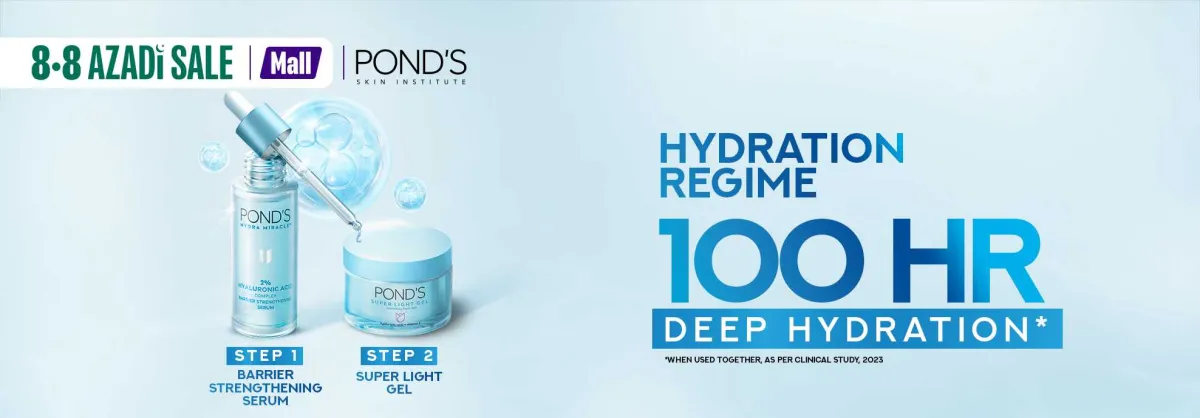 8.8 AZADI SALE | Mall | POND'S
SKIN INSTITUTE
POND'S
HYDRA MIRACLE
2%
HYALURONIC ACID
COMPLEX
BARRIER STRENGTHENING
SERUM
POND'S
SUPER LIGHT GEL
STEP 1
BARRIER
STRENGTHENING
SERUM
STEP 2
SUPER LIGHT
GEL
HYDRATION
REGIME
100 HR
DEEP HYDRATION*
*WHEN USED TOGETHER, AS PER CLINICAL STUDY, 2023